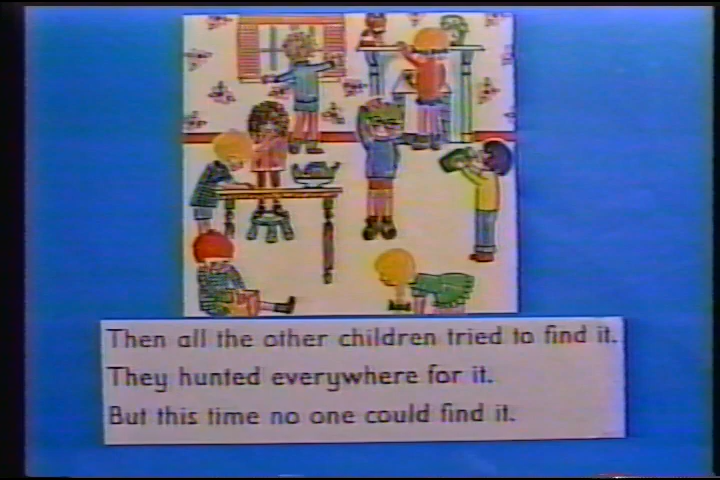 Then all the other children tried to find it.
They hunted everywhere for it.
But this time no one could find it.